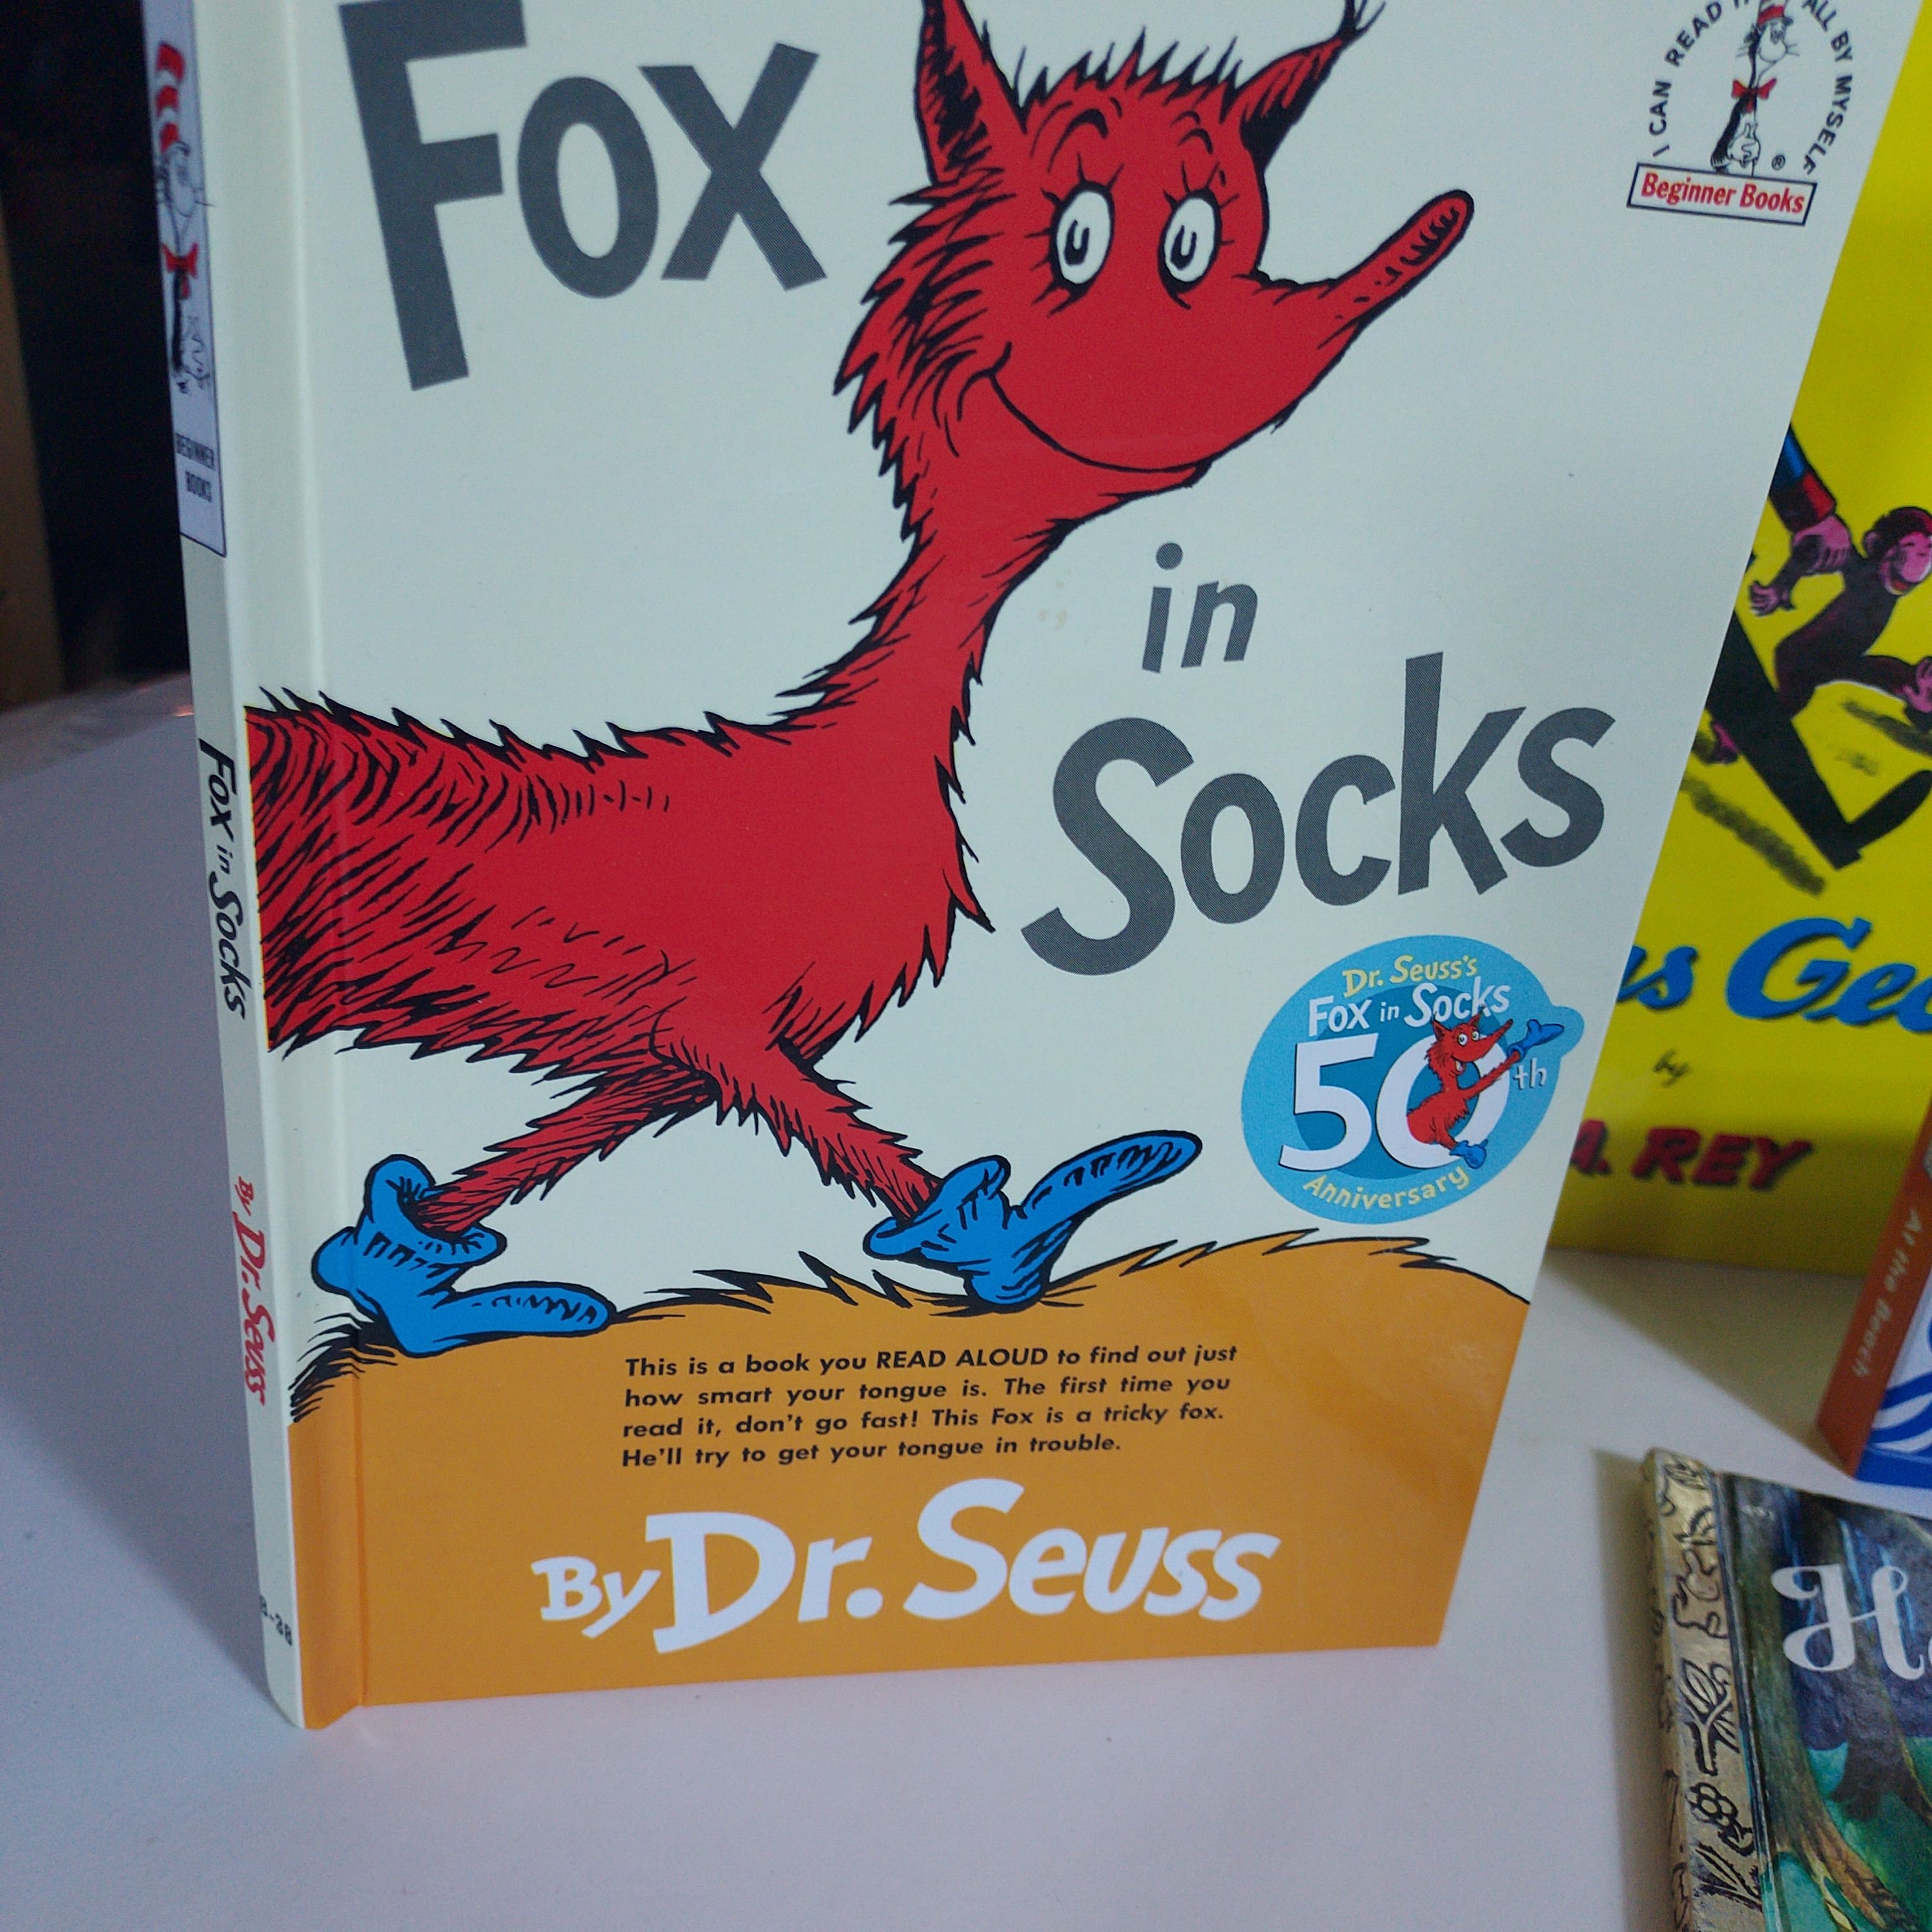 Fox
in
Socks
I CAN READ IT ALL BY MYSELF
®
Beginner Books
Dr. Seuss's
Fox in Socks
50th
Anniversary
This is a book you READ ALOUD to find out just
how smart your tongue is. The first time you
read it, don't go fast! This Fox is a tricky fox.
He'll try to get your tongue in trouble.
By Dr. Seuss
BEGINNER
BOOKS
Fox in Socks
By Dr. Seuss
by
A. REY
At the Beach